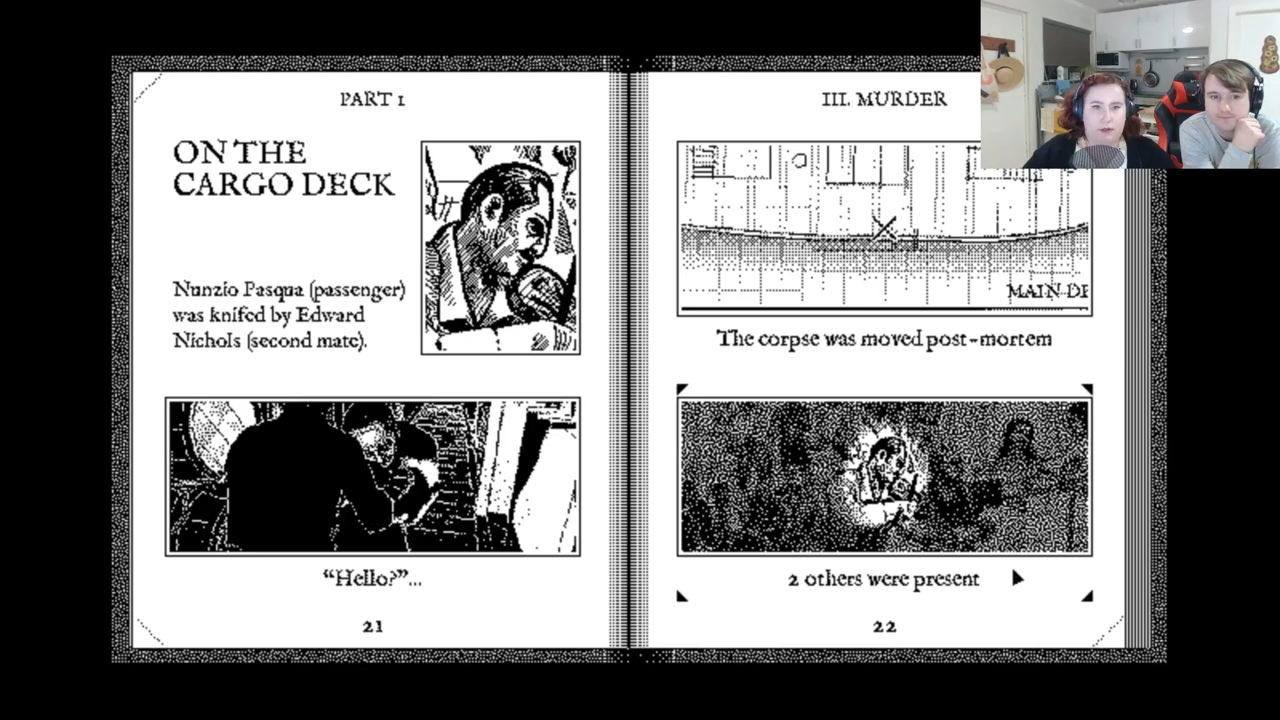 PART 1
ON THE
CARGO DECK
Nunzio Pasqua (passenger)
was knifed by Edward
Nichols (second mate).
“Hello?”...
21
III. MURDER
MAIN
The corpse was moved post-mortem
2 others were present
22